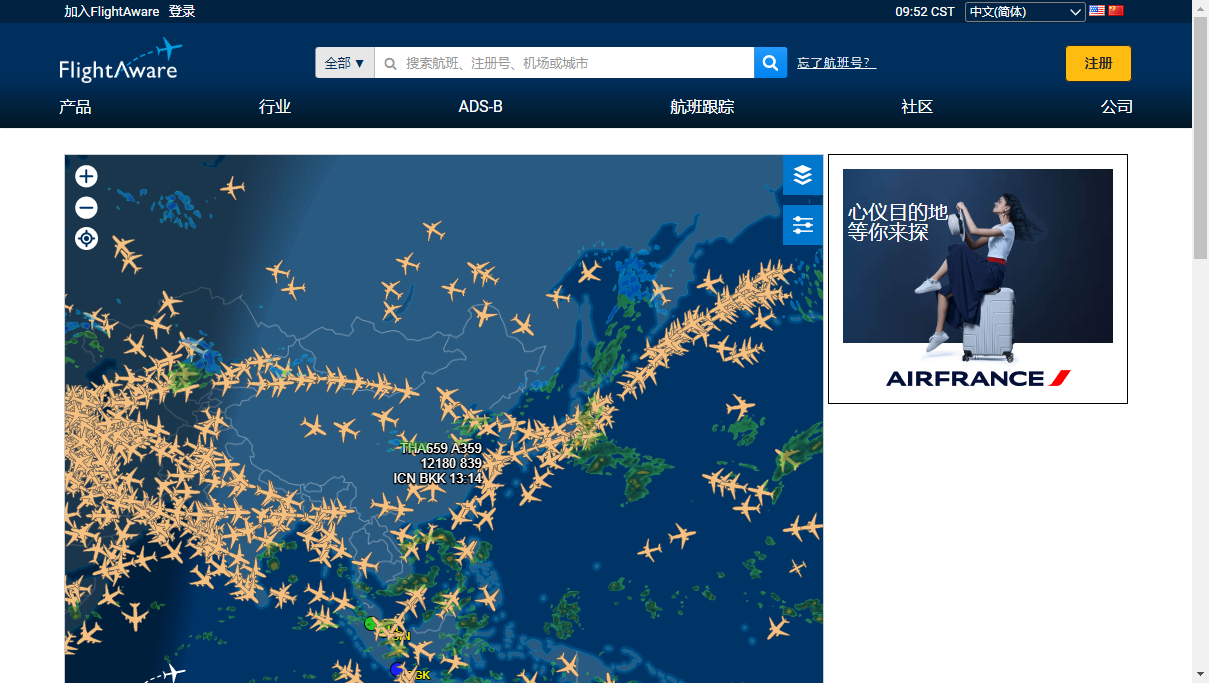 加入FlightAware 登录
09:52 CST 中文(简体)
FlightAware
全部 ▼ 搜索航班、注册号、机场或城市 忘了航班号？
注册
产品 行业 ADS-B 航班跟踪 社区 公司
THA659 A359
12180 839
ICN BKK 13:14
心仪目的地
等你来探
AIRFRANCE